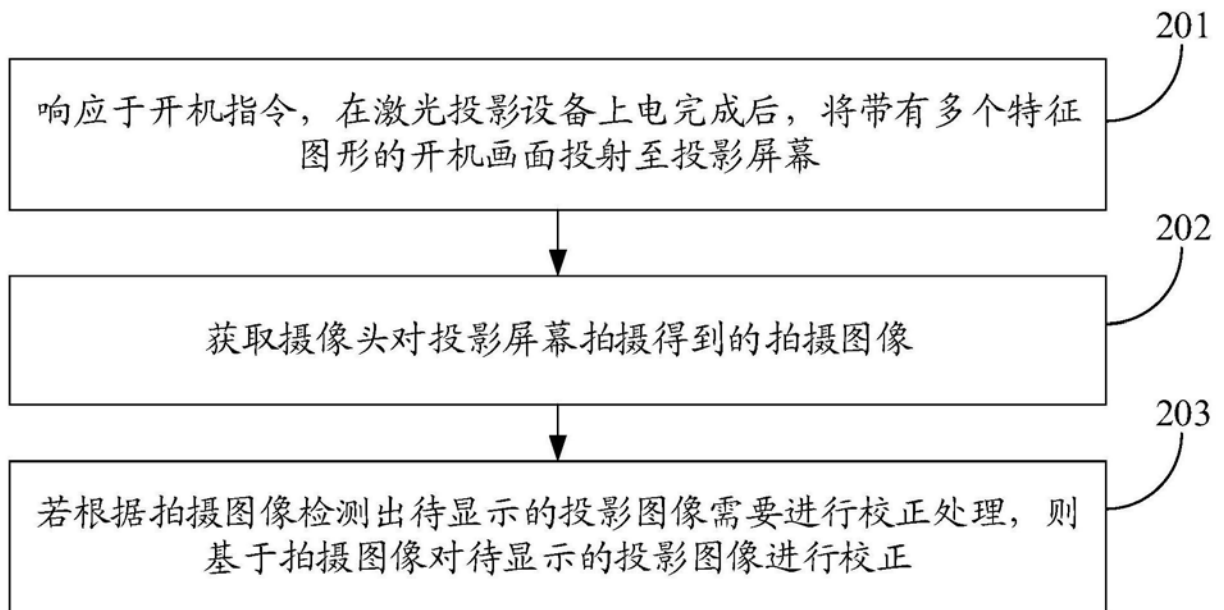 201
响应于开机指令，在激光投影设备上电完成后，将带有多个特征
图形的开机画面投射至投影屏幕
202
获取摄像头对投影屏幕拍摄得到的拍摄图像
203
若根据拍摄图像检测出待显示的投影图像需要进行校正处理，则
基于拍摄图像对待显示的投影图像进行校正